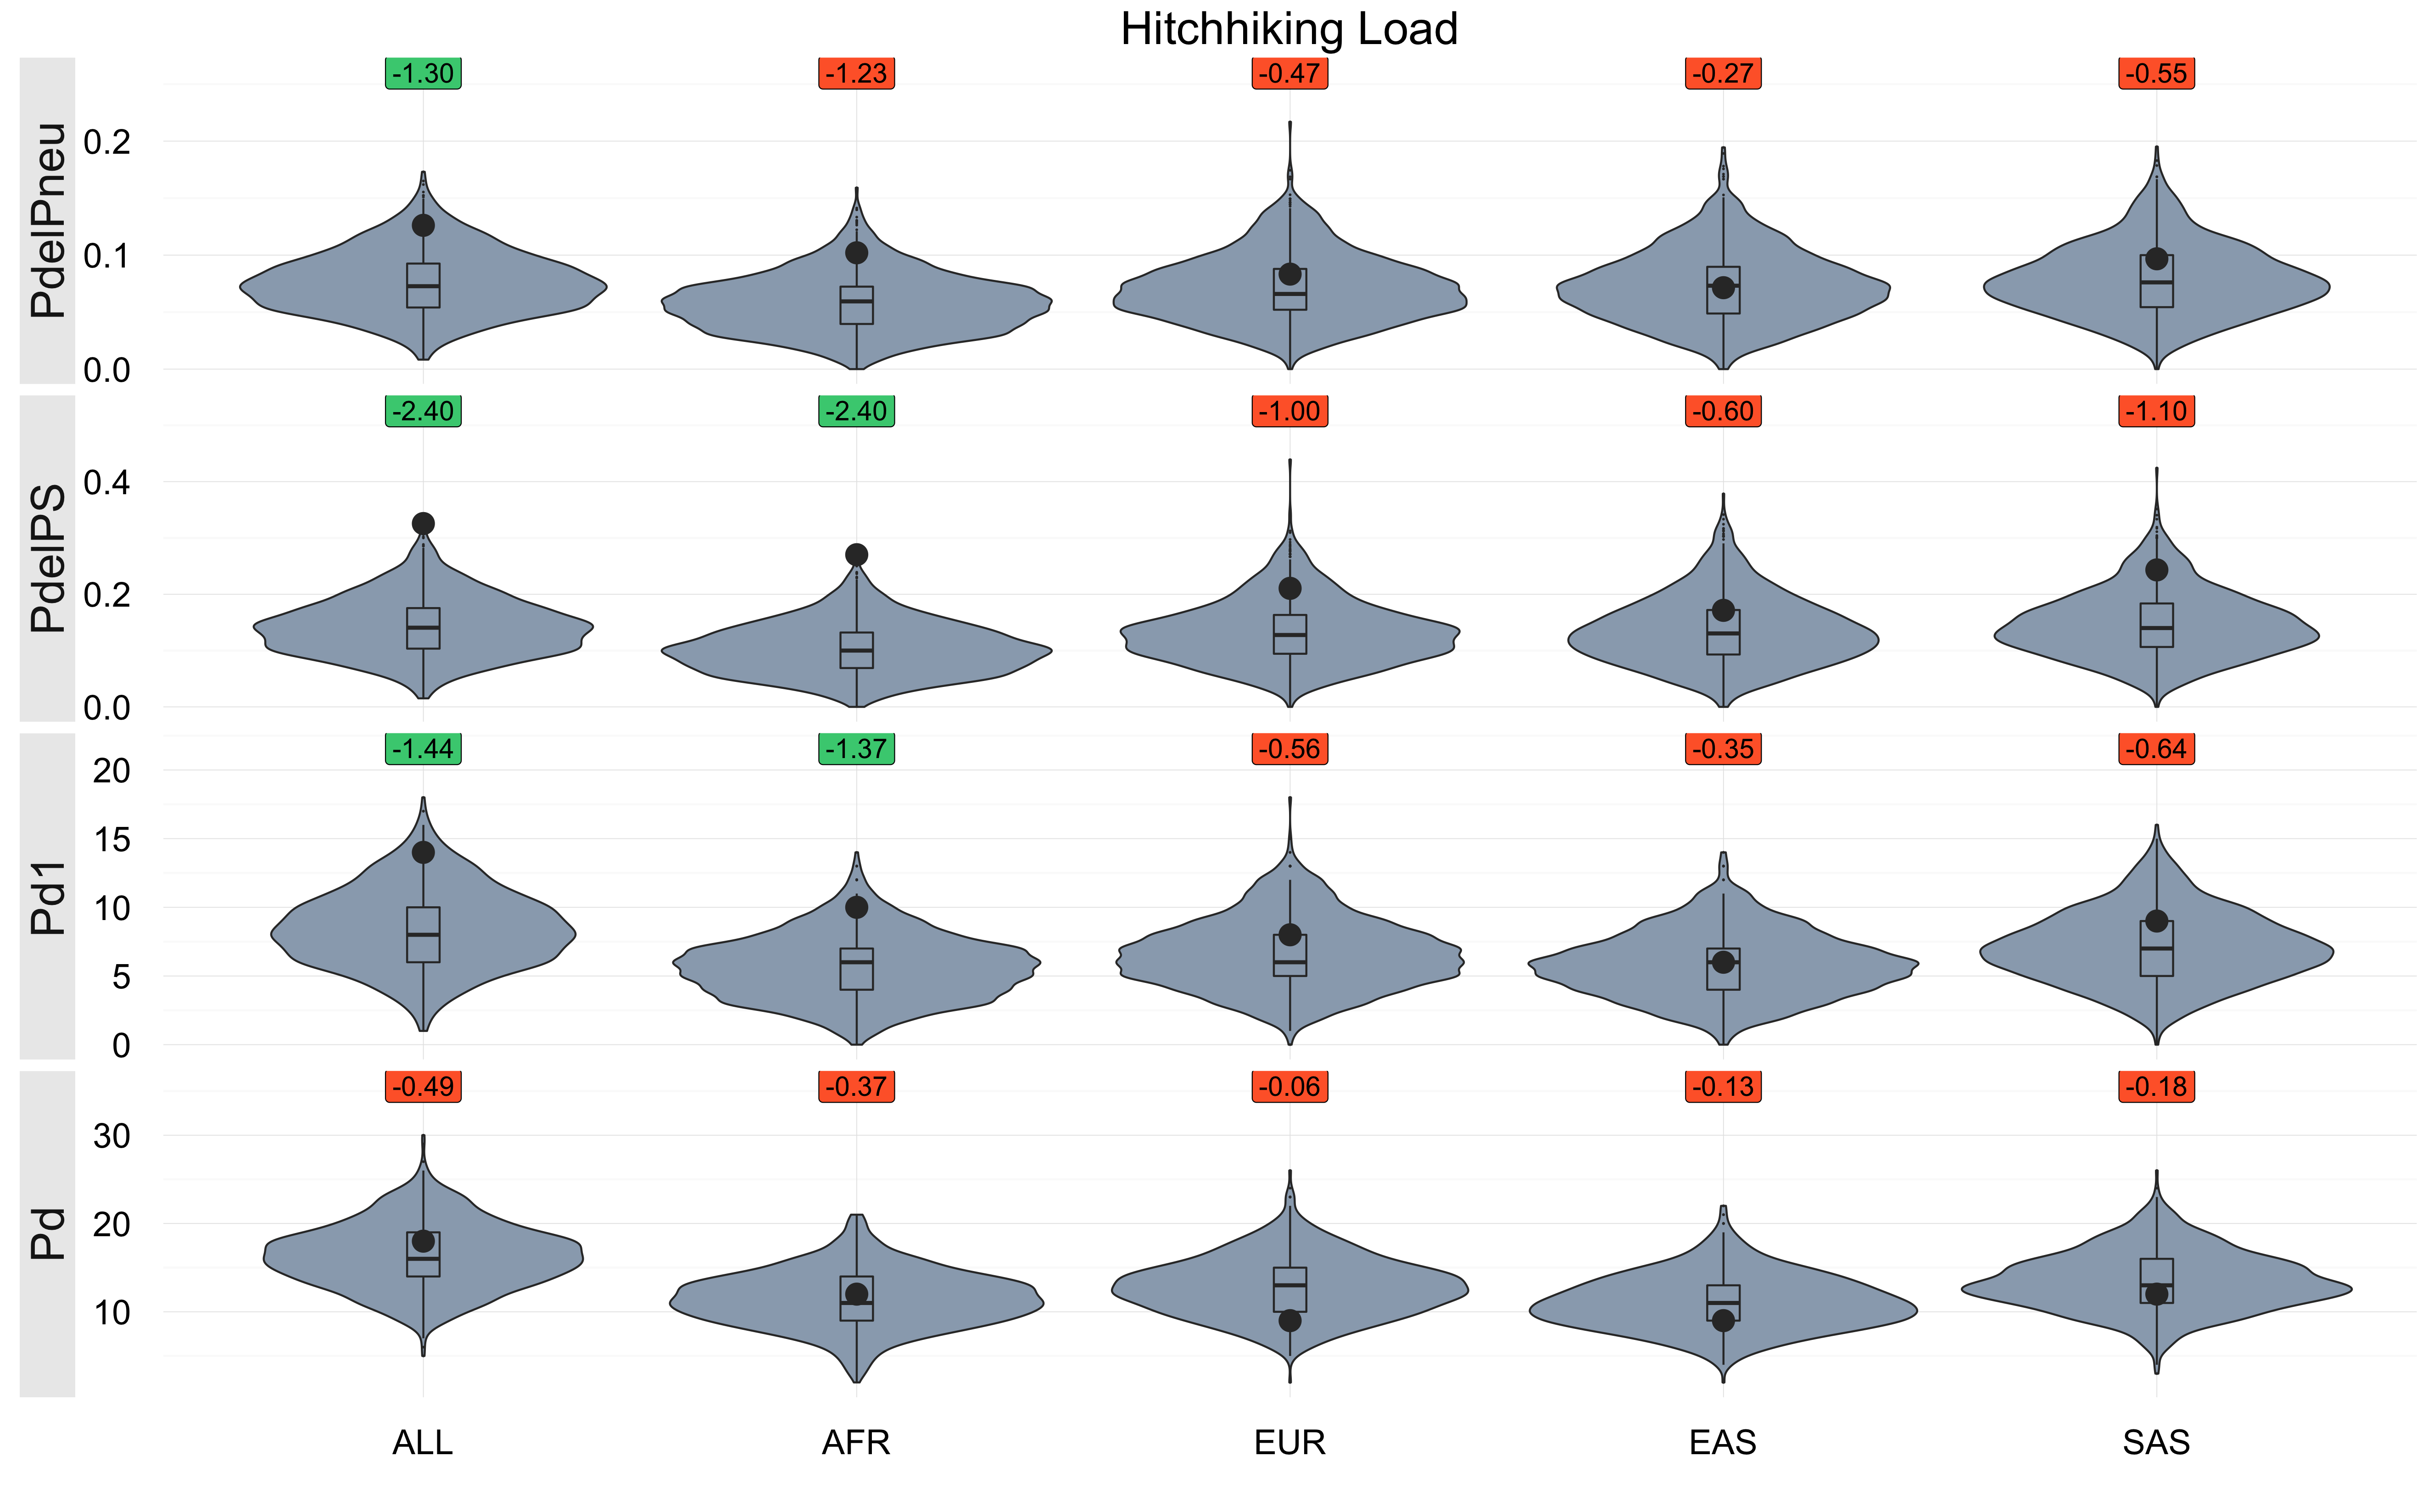 Hitchhiking Load
PdelPneu
-1.30 -1.23 -0.47 -0.27 -0.55
0.2
0.1
0.0
PdelPS
-2.40 -2.40 -1.00 -0.60 -1.10
0.4
0.2
0.0
Pd1
-1.44 -1.37 -0.56 -0.35 -0.64
20
15
10
5
0
Pd
-0.49 -0.37 -0.06 -0.13 -0.18
30
20
10
ALL AFR EUR EAS SAS